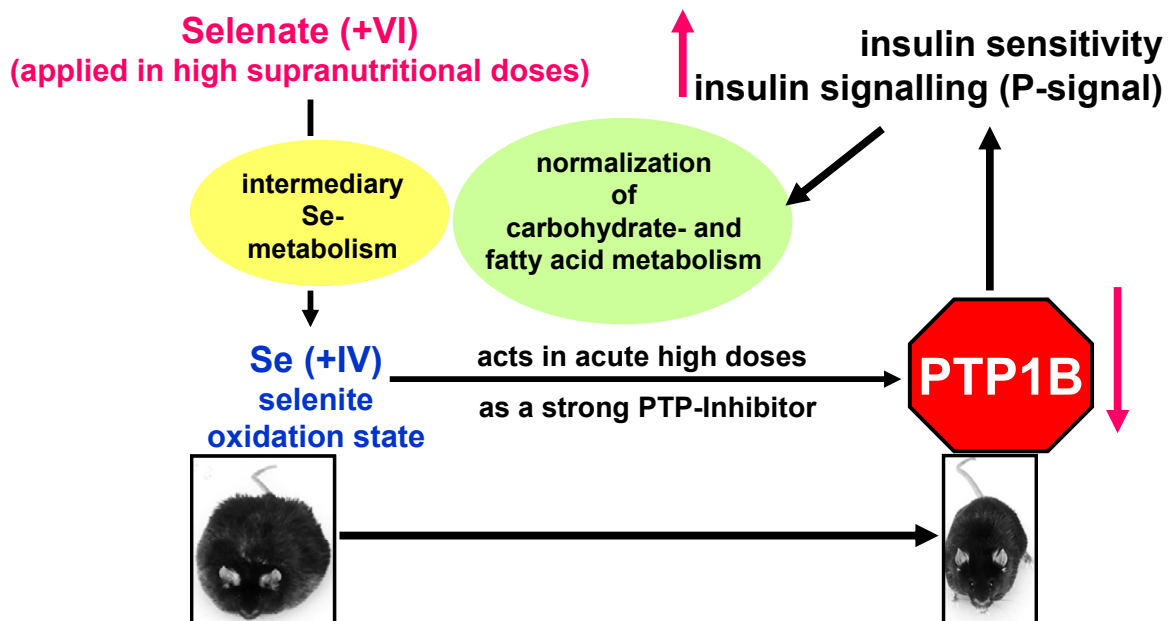 Selenate (+VI)
(applied in high supranutritional doses)
insulin sensitivity
insulin signalling (P-signal)
intermediary
Se-
metabolism
normalization
of
carbohydrate- and
fatty acid metabolism
Se (+IV)
selenite
oxidation state
acts in acute high doses
as a strong PTP-Inhibitor
PTP1B